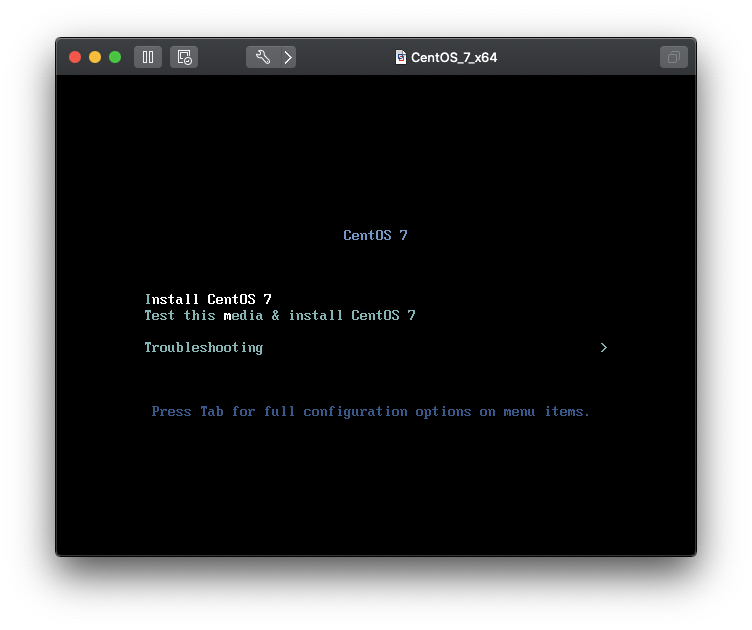 CentOS_7_x64
CentOS 7
Install CentOS 7
Test this media & install CentOS 7
Troubleshooting >
Press Tab for full configuration options on menu items.